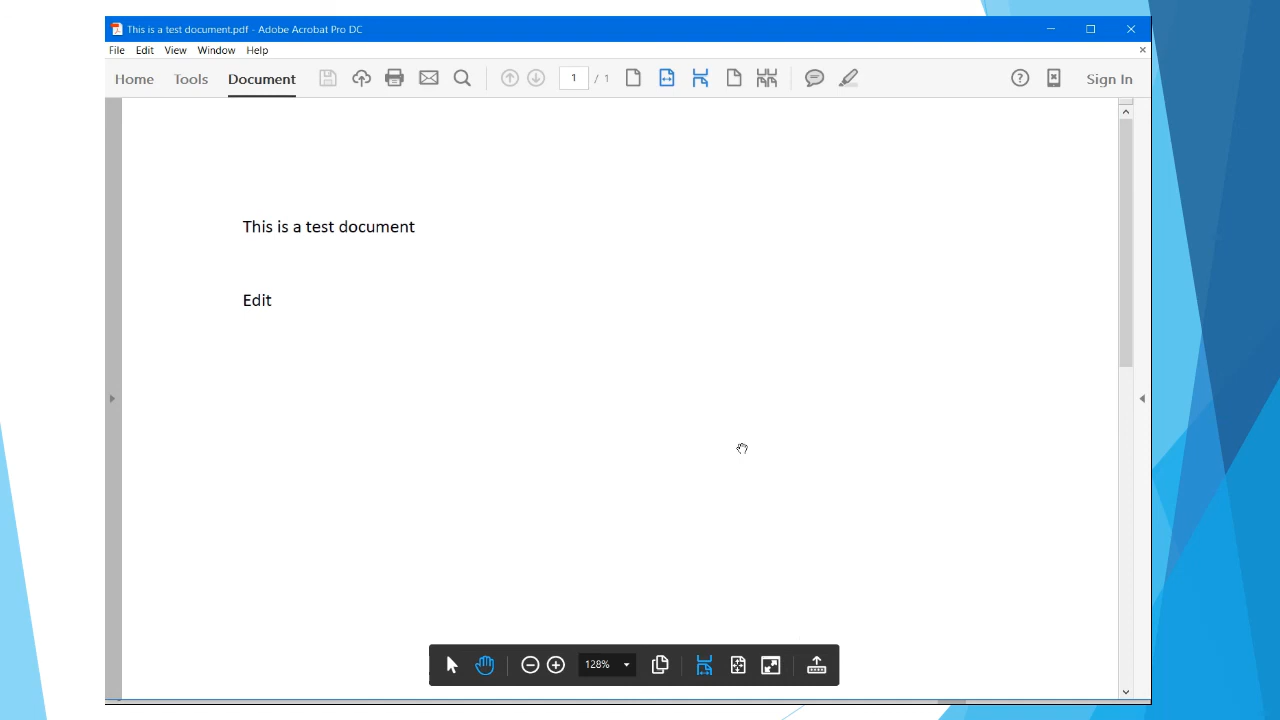 This is a test document.pdf - Adobe Acrobat Pro DC
File Edit View Window Help
Home Tools Document 1 / 1 Sign In
This is a test document
Edit
128%